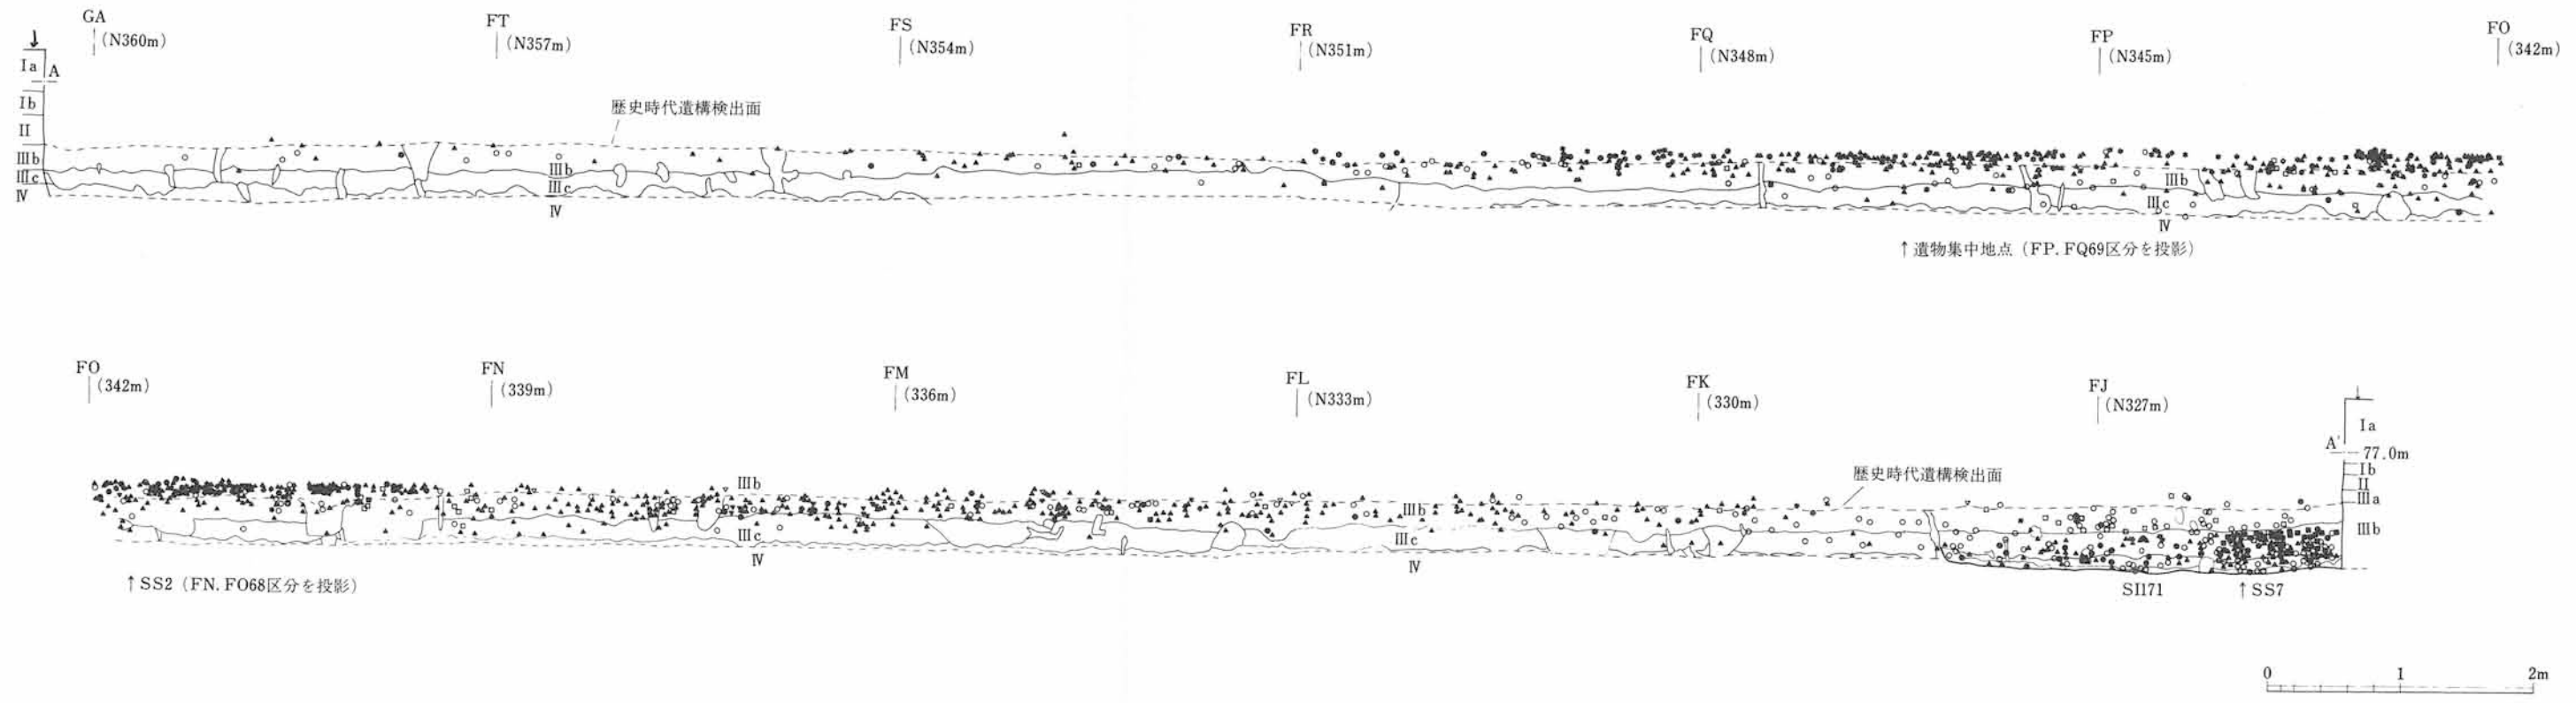 GA FT FS FR FQ FP FO
(N360m) (N357m) (N354m) (N351m) (N348m) (N345m) (342m)
Ia A
Ib
歴史時代遺構検出面
II
IIIb IIIb IIIb
IIIc IIIc IIIc
IV IV IV
↑遺物集中地点 (FP. FQ69区分を投影)
FO FN FM FL FK FJ
(342m) (339m) (336m) (N333m) (330m) (N327m)
Ia
A' 77.0m
歴史時代遺構検出面 Ib
IIIb II
IIIa
IIIb IIIb
IIIc IIIc
IV IV
↑SS2 (FN. FO68区分を投影) SI171 ↑SS7
0 1 2m